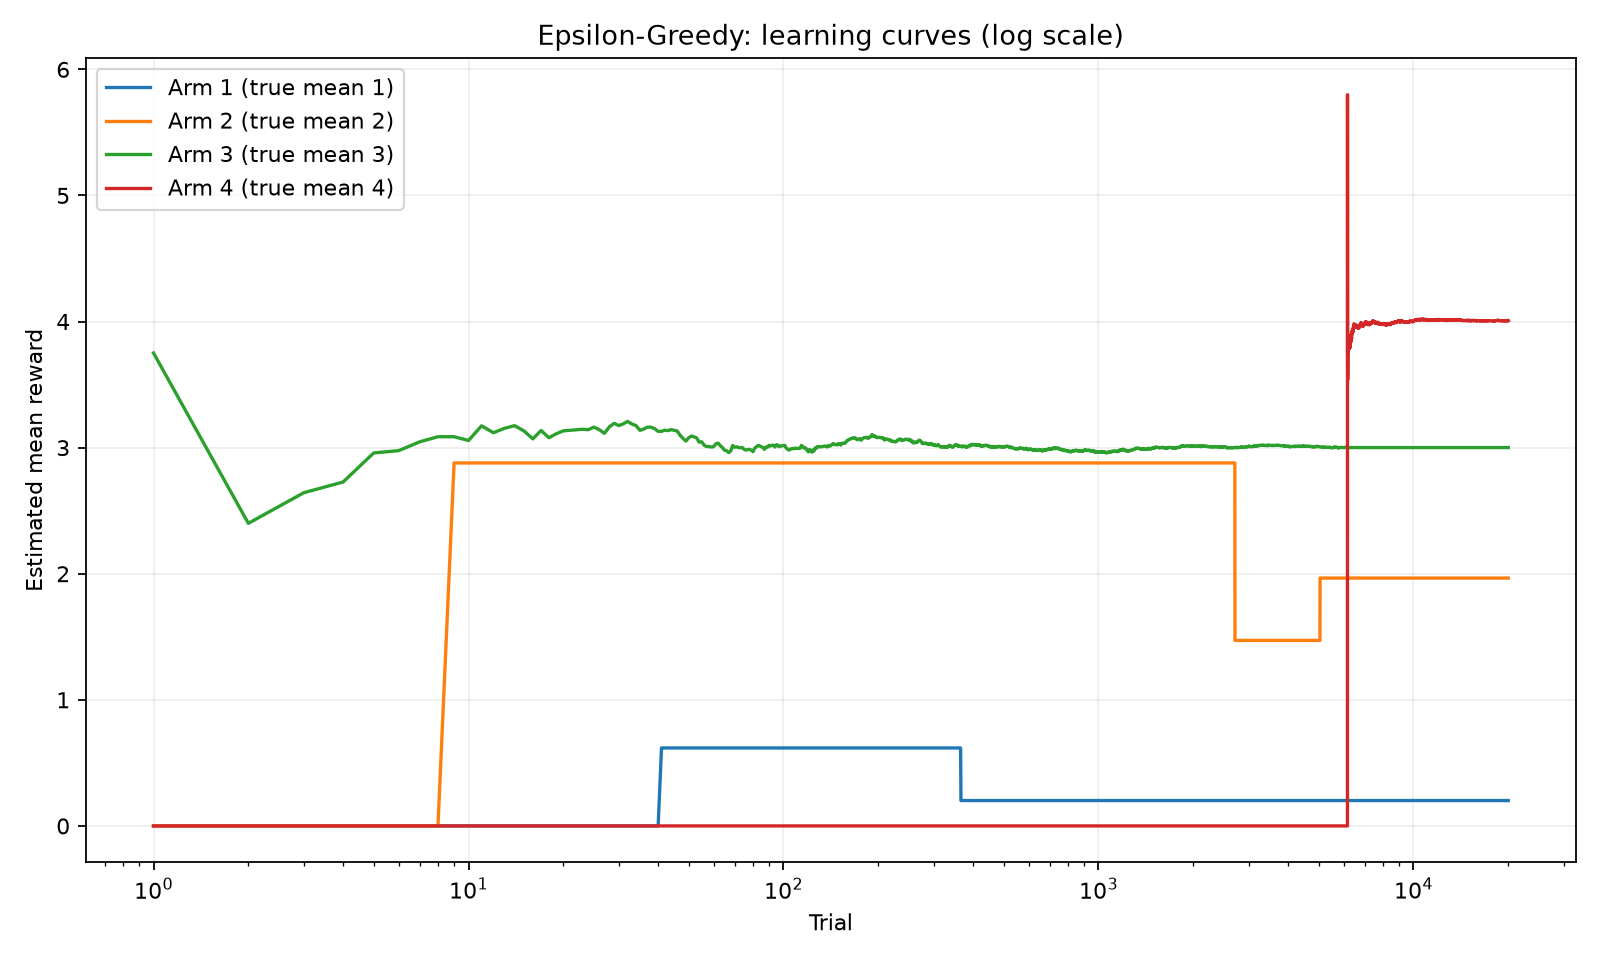 Epsilon-Greedy: learning curves (log scale)
Arm 1 (true mean 1)
Arm 2 (true mean 2)
Arm 3 (true mean 3)
Arm 4 (true mean 4)
Estimated mean reward
6
5
4
3
2
1
0
10⁰ 10¹ 10² 10³ 10⁴
Trial